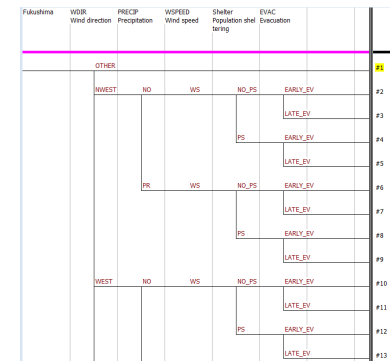 Fukushima WDIR PRECIP WSPEED Shelter EVAC
Wind direction Precipitation Wind speed Population shel Evacuation
tering
OTHER #1
NWEST NO WS NO_PS EARLY_EV #2
LATE_EV #3
PS EARLY_EV #4
LATE_EV #5
PR WS NO_PS EARLY_EV #6
LATE_EV #7
PS EARLY_EV #8
LATE_EV #9
WEST NO WS NO_PS EARLY_EV #10
LATE_EV #11
PS EARLY_EV #12
LATE_EV #13